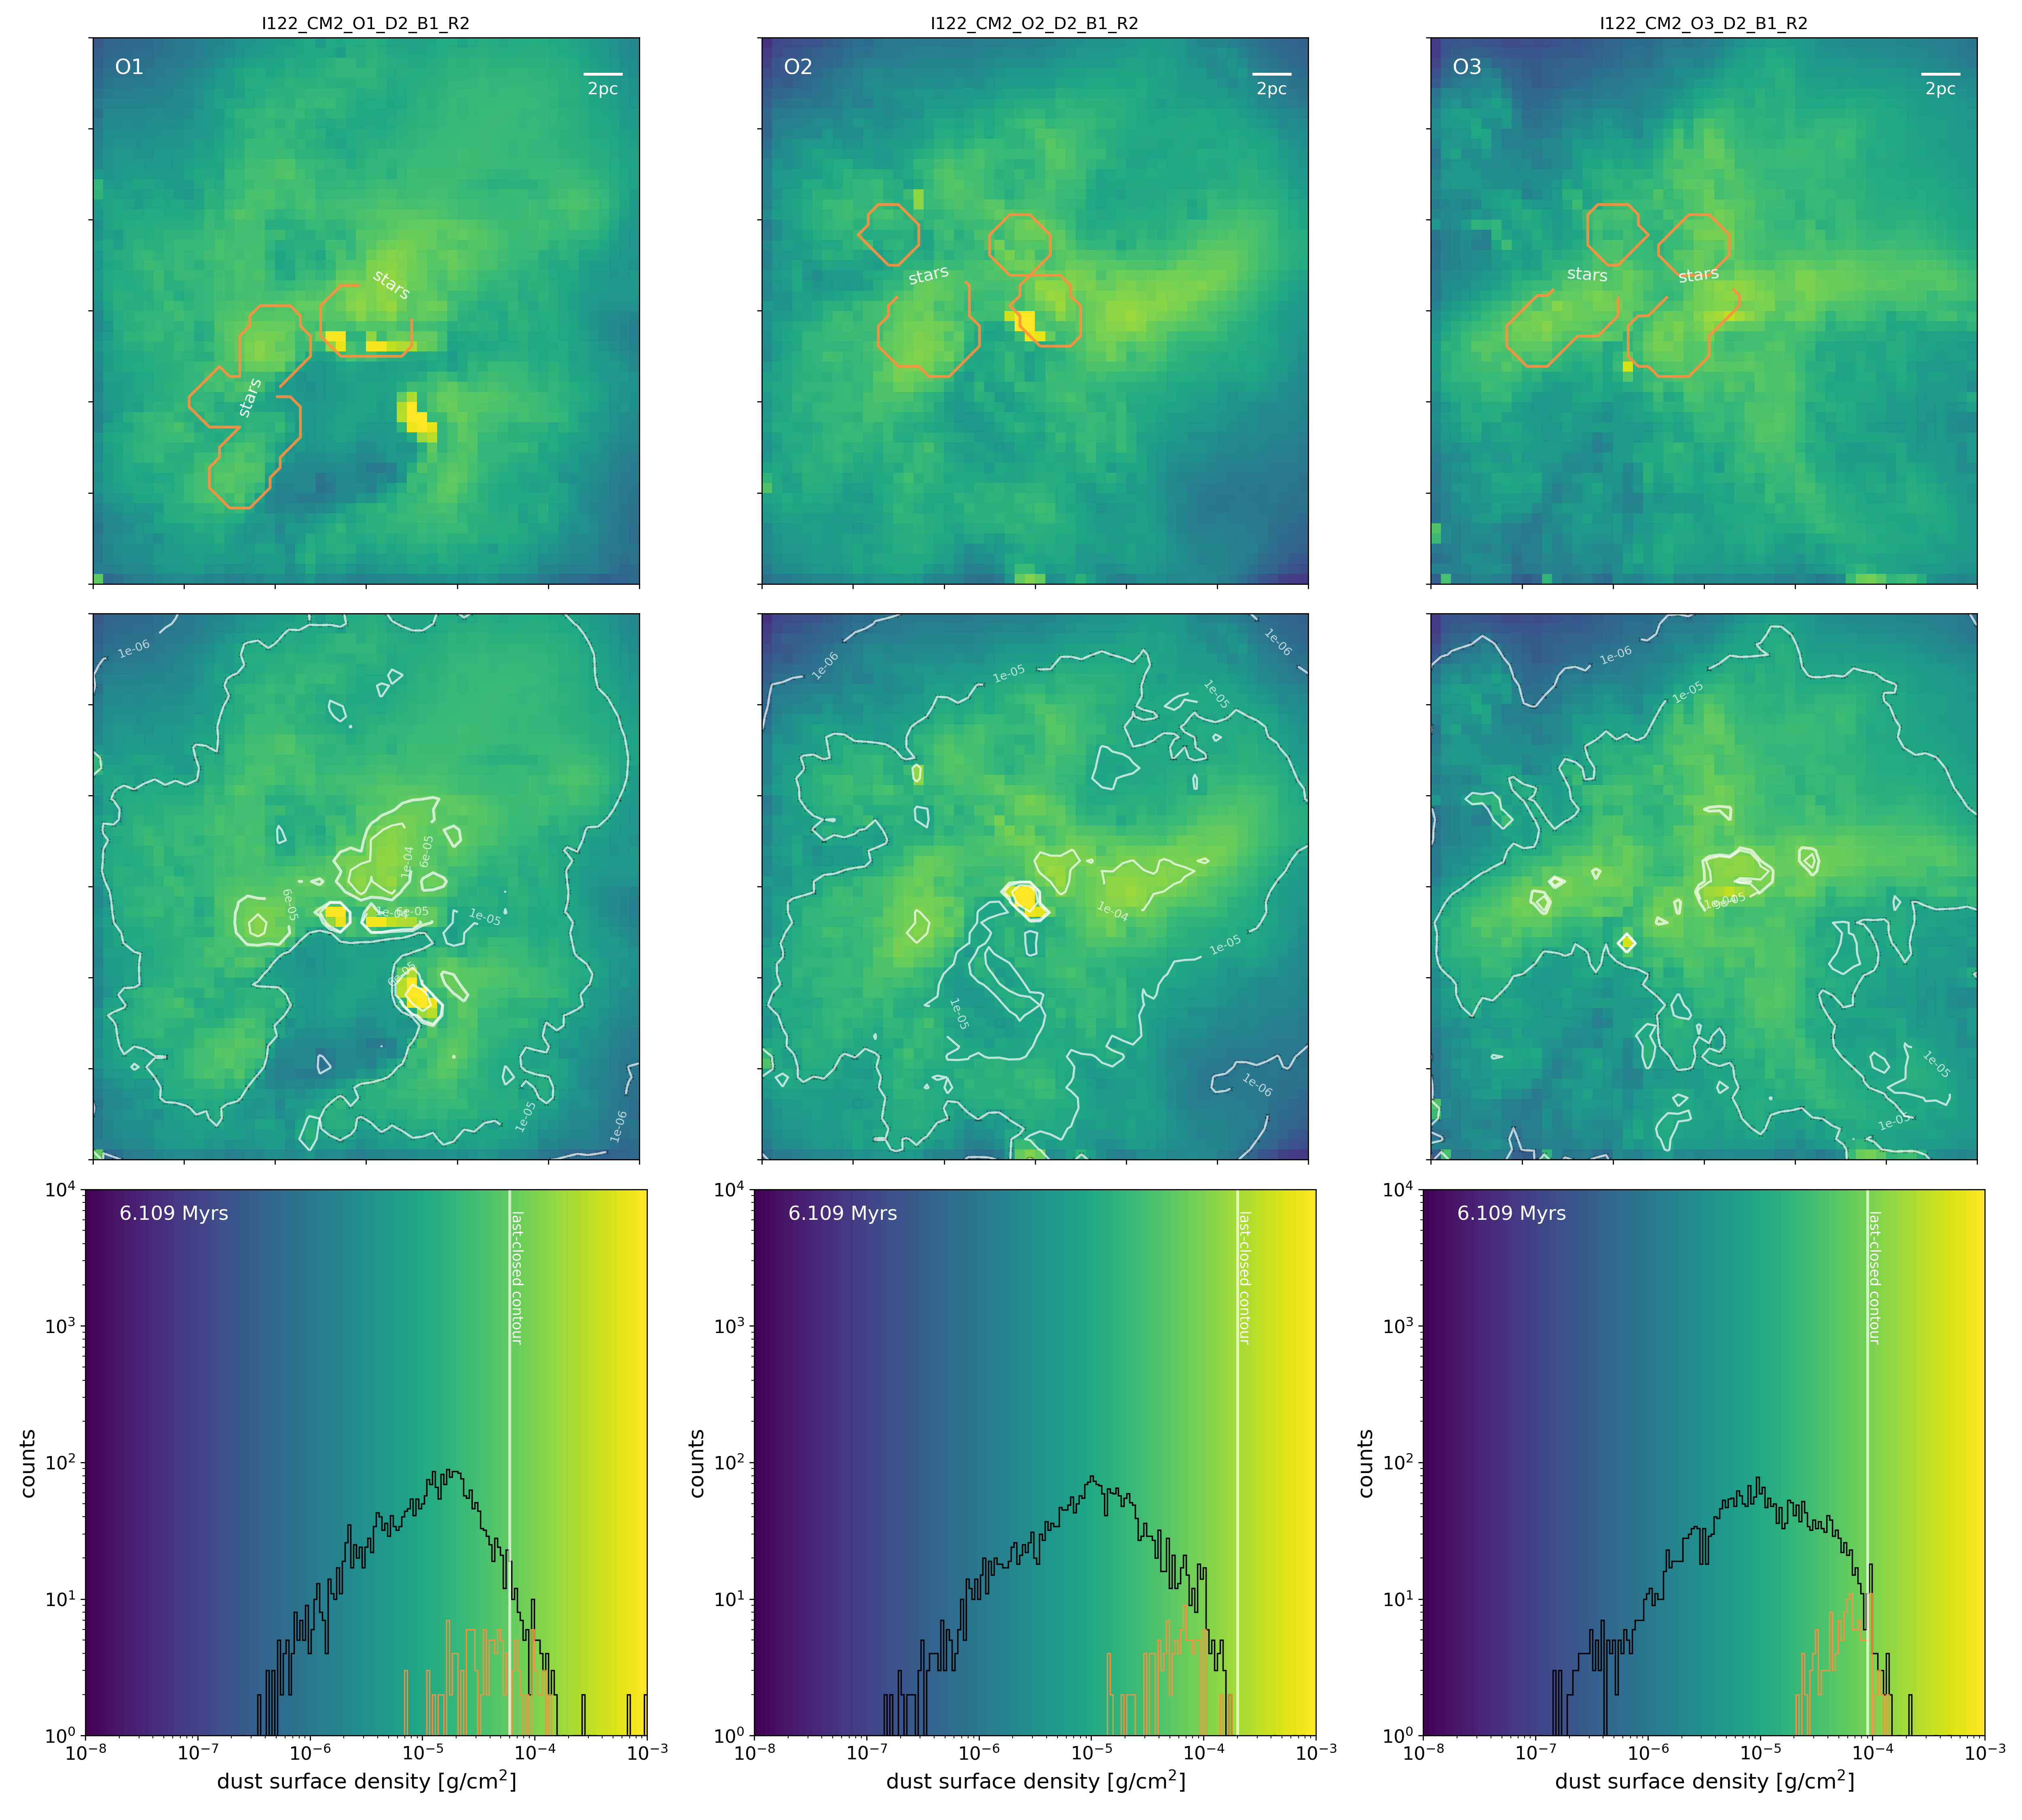 I122_CM2_O1_D2_B1_R2
I122_CM2_O2_D2_B1_R2
I122_CM2_O3_D2_B1_R2
O1
2pc
stars
stars
O2
2pc
stars
O3
2pc
stars
stars
1e-06
1e-04
6e-05
6e-05
6e-05
1e-05
1e-05
1e-06
1e-06
1e-05
1e-05
1e-06
1e-04
1e-05
1e-05
1e-06
1e-06
1e-05
1e-05
1e-05
6.109 Myrs
last-closed contour
counts
10⁴
10³
10²
10¹
10⁰
10⁻⁸
10⁻⁷
10⁻⁶
10⁻⁵
10⁻⁴
10⁻³
dust surface density [g/cm²]
6.109 Myrs
last-closed contour
counts
10⁴
10³
10²
10¹
10⁰
10⁻⁸
10⁻⁷
10⁻⁶
10⁻⁵
10⁻⁴
10⁻³
dust surface density [g/cm²]
6.109 Myrs
last-closed contour
counts
10⁴
10³
10²
10¹
10⁰
10⁻⁸
10⁻⁷
10⁻⁶
10⁻⁵
10⁻⁴
10⁻³
dust surface density [g/cm²]